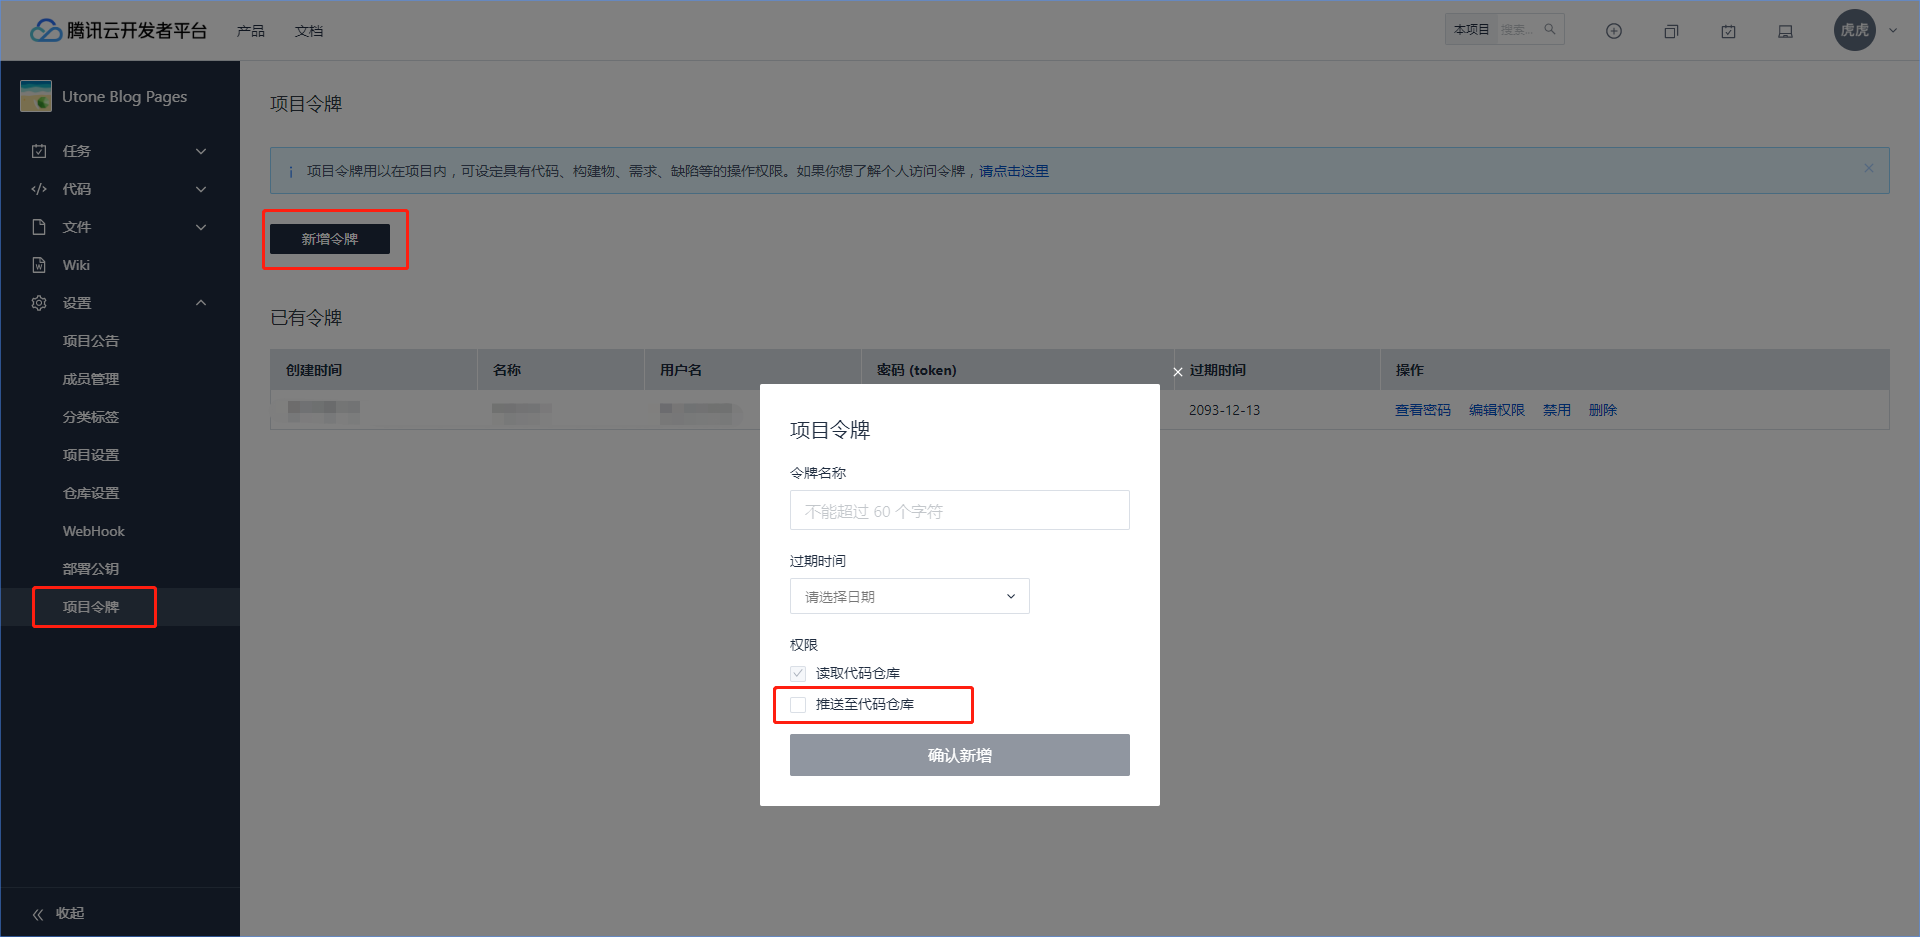 腾讯云开发者平台
产品
文档
本项目
搜索...
虎虎
Utone Blog Pages
任务
代码
文件
Wiki
设置
项目公告
成员管理
分类标签
项目设置
仓库设置
WebHook
部署公钥
项目令牌
收起
项目令牌
项目令牌用以在项目内，可设定具有代码、构建物、需求、缺陷等的操作权限。如果你想了解个人访问令牌，请点击这里
新增令牌
已有令牌
创建时间 名称 用户名 密码 (token) 过期时间 操作
2093-12-13 查看密码 编辑权限 禁用 删除
项目令牌
令牌名称
不能超过 60 个字符
过期时间
请选择日期
权限
读取代码仓库
推送至代码仓库
确认新增